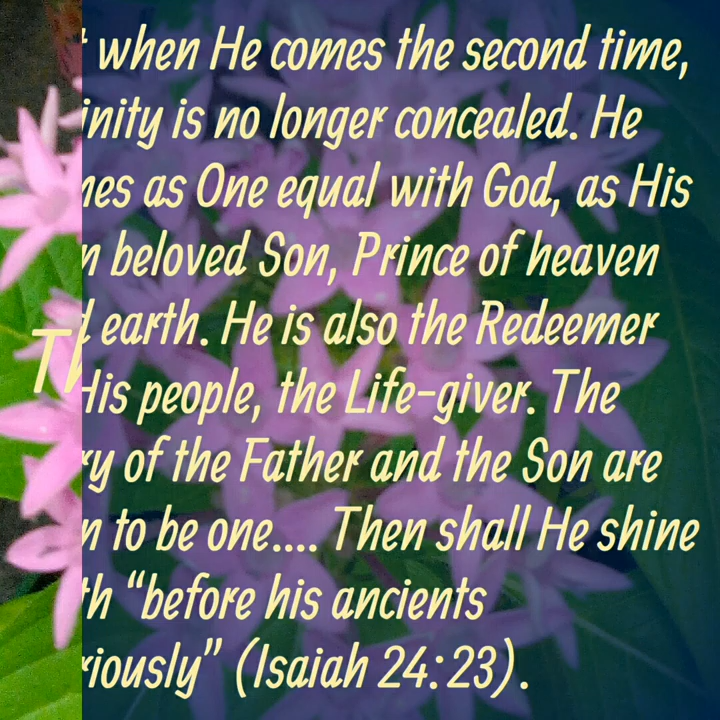 when He comes the second time,
inity is no longer concealed. He
mes as One equal with God, as His
n beloved Son, Prince of heaven
d earth. He is also the Redeemer
Th
His people, the Life-giver. The
ry of the Father and the Son are
n to be one.... Then shall He shine
th “before his ancients
riously” (Isaiah 24:23).